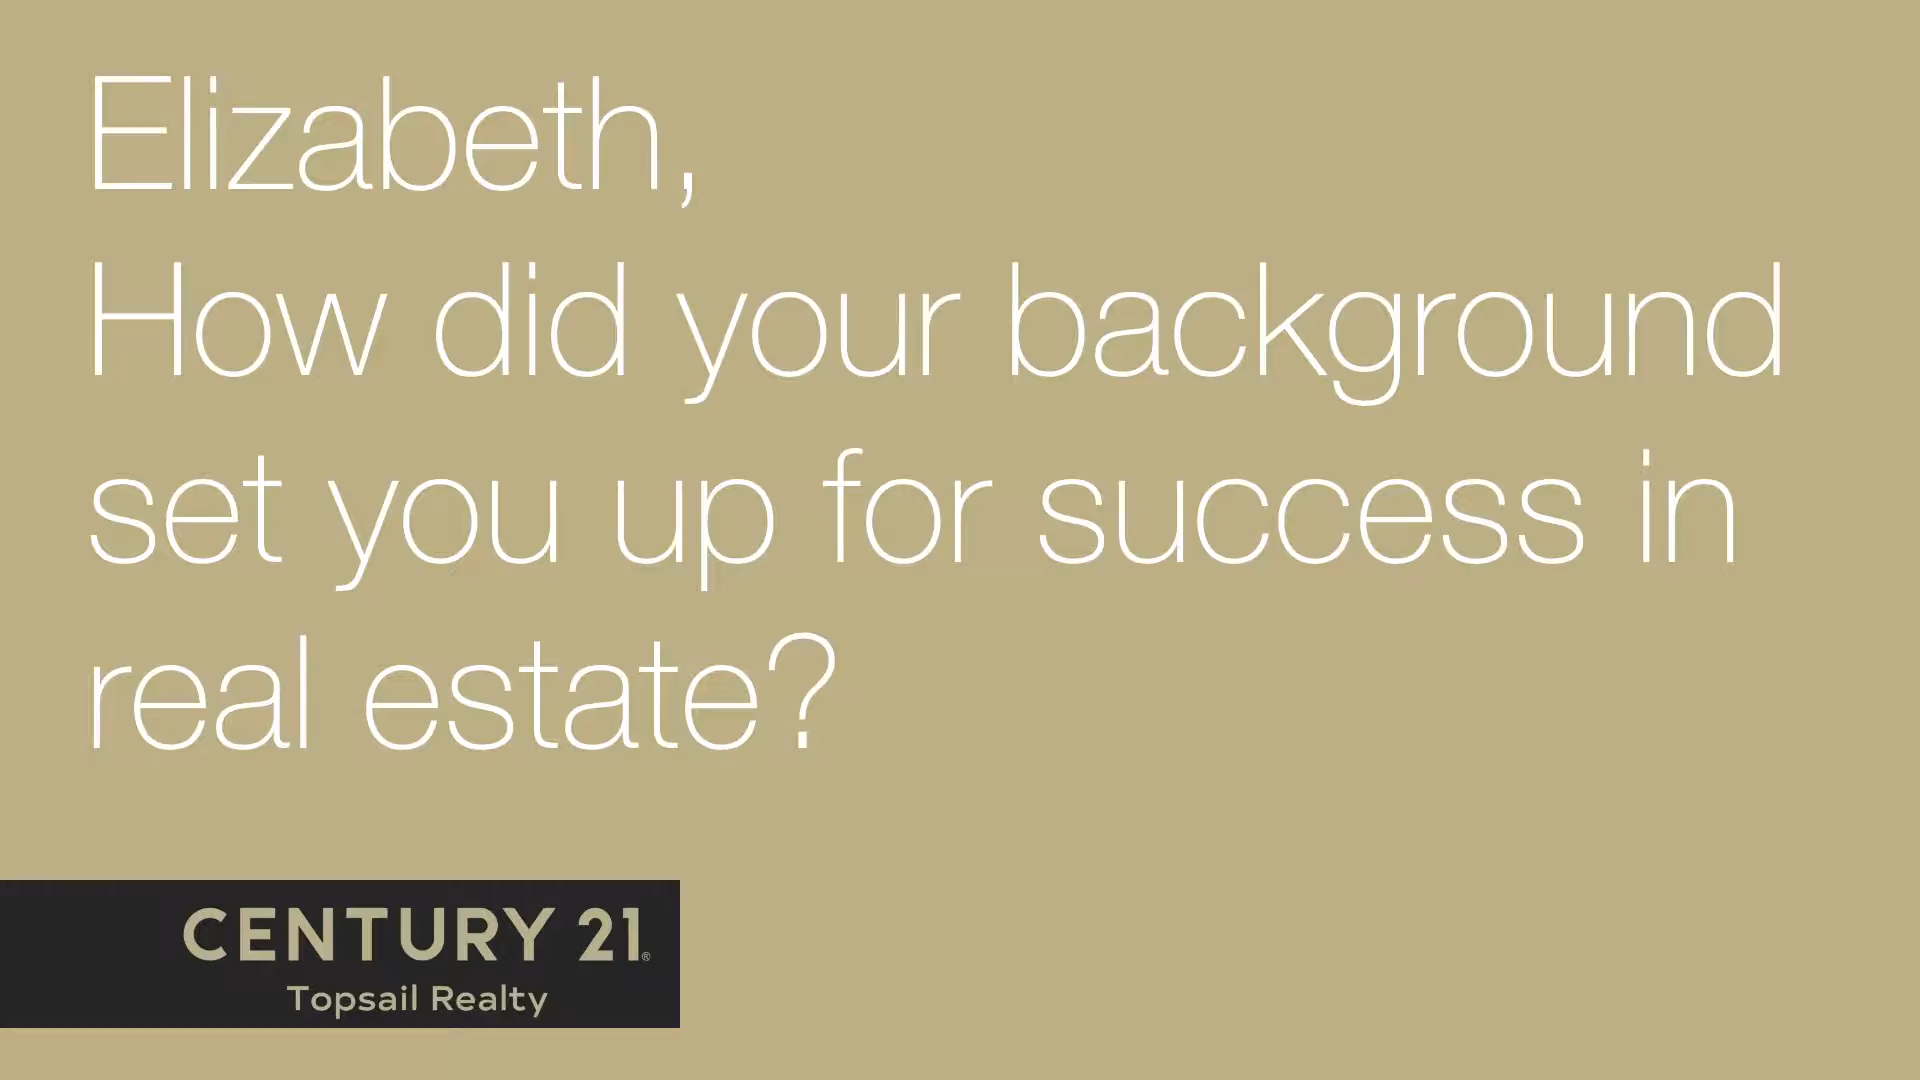 Elizabeth,
How did your background
set you up for success in
real estate?
CENTURY 21®
Topsail Realty